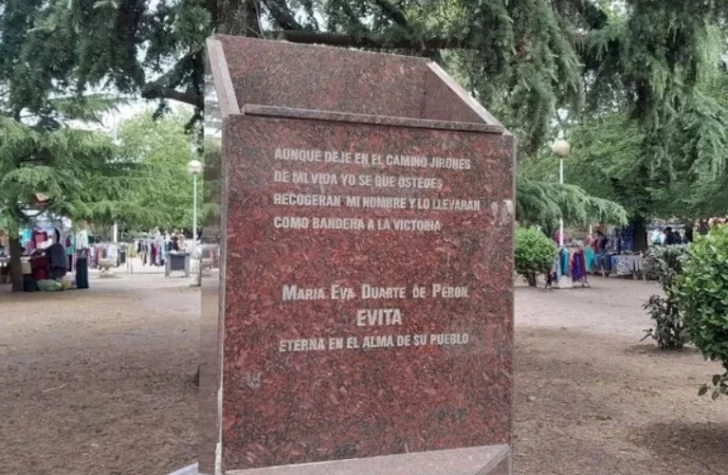 AUNQUE DEJE EN EL CAMINO JIRONES
DE MI VIDA YO SE QUE USTEDES
RECOGERAN MI NOMBRE Y LO LLEVARAN
COMO BANDERA A LA VICTORIA
MARIA EVA DUARTE DE PERON
EVITA
ETERNA EN EL ALMA DE SU PUEBLO